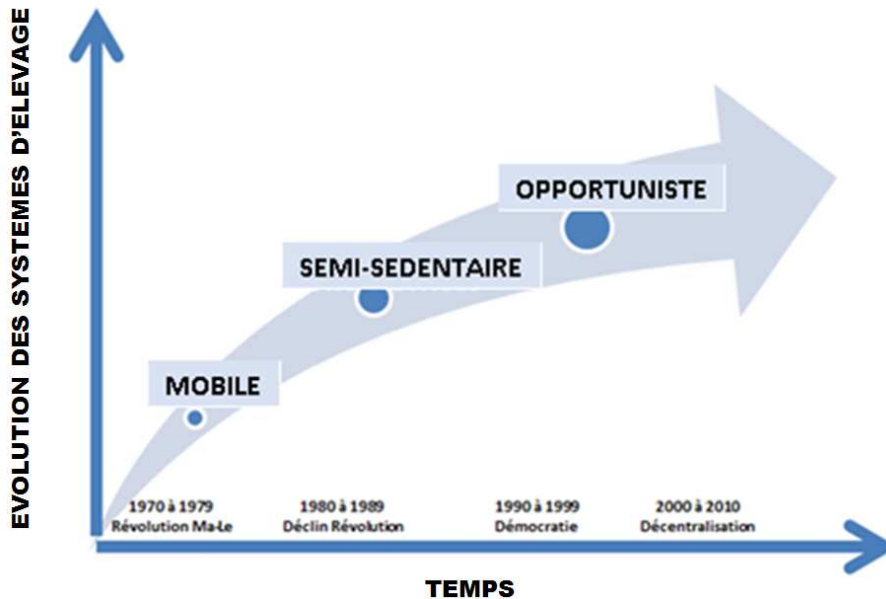 EVOLUTION DES SYSTEMES D'ELEVAGE
OPPORTUNISTE
SEMI-SEDENTAIRE
MOBILE
1970 à 1979
Révolution Ma-Le
1980 à 1989
Déclin Révolution
1990 à 1999
Démocratie
2000 à 2010
Décentralisation
TEMPS